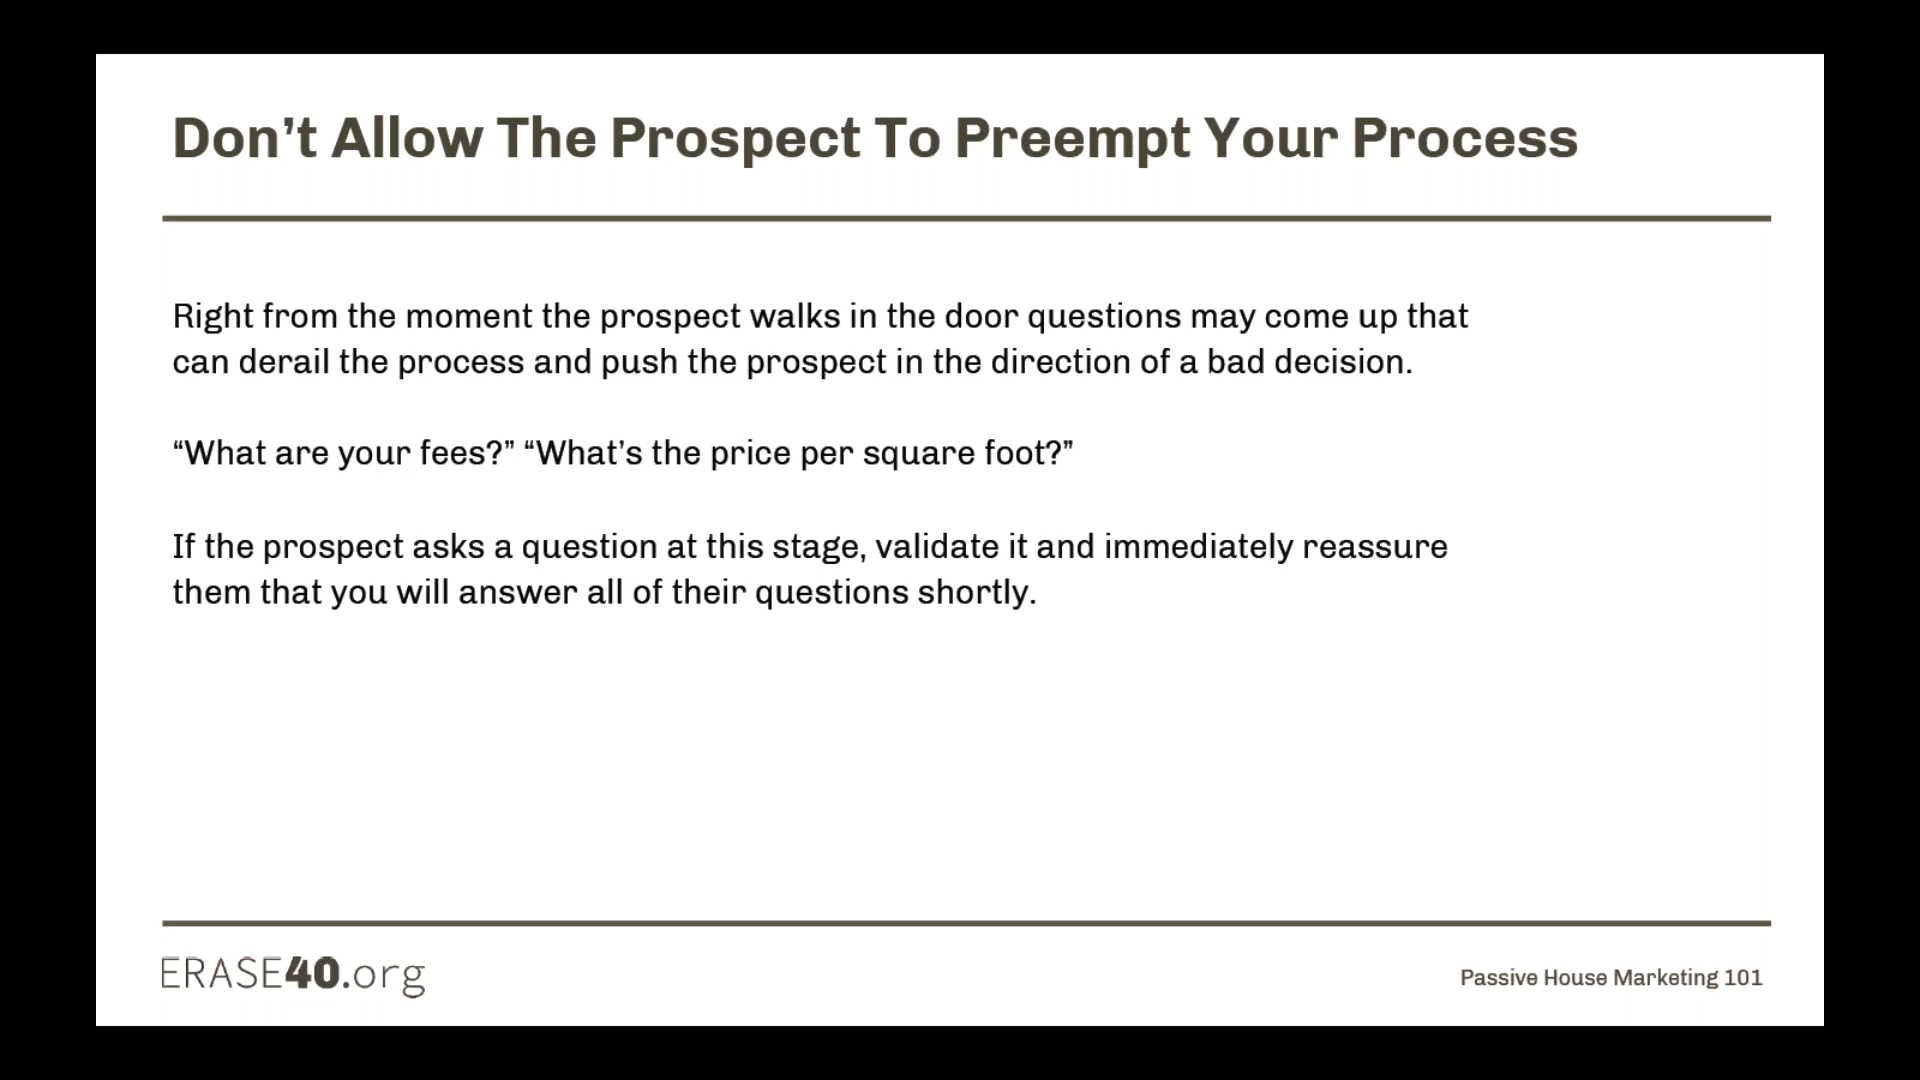 Don’t Allow The Prospect To Preempt Your Process
Right from the moment the prospect walks in the door questions may come up that
can derail the process and push the prospect in the direction of a bad decision.
“What are your fees?” “What’s the price per square foot?”
If the prospect asks a question at this stage, validate it and immediately reassure
them that you will answer all of their questions shortly.
ERASE40.org
Passive House Marketing 101